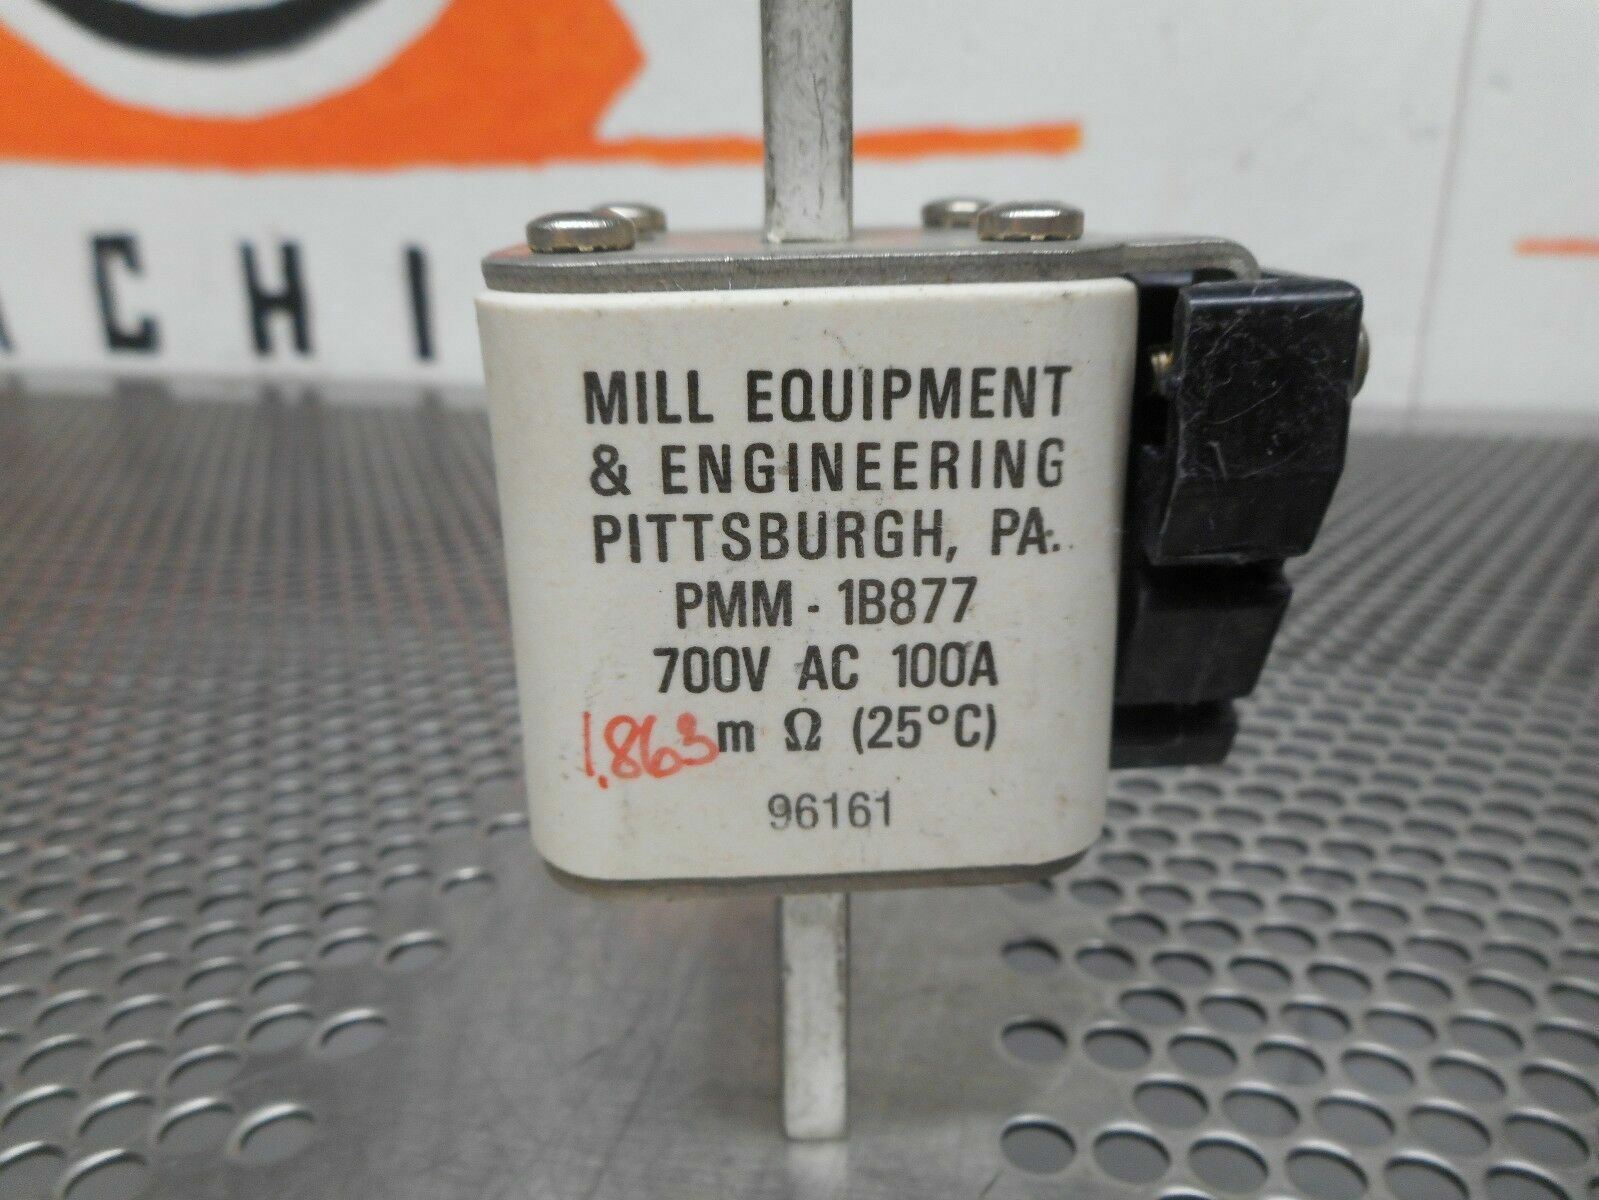 ACHI
MILL EQUIPMENT
& ENGINEERING
PITTSBURGH, PA.
PMM - 1B877
700V AC 100A
1.863 m Ω (25°C)
96161